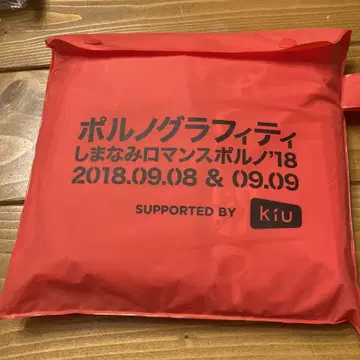 ポルノグラフィティ
しまなみロマンスポルノ'18
2018.09.08 & 09.09
SUPPORTED BY kiu